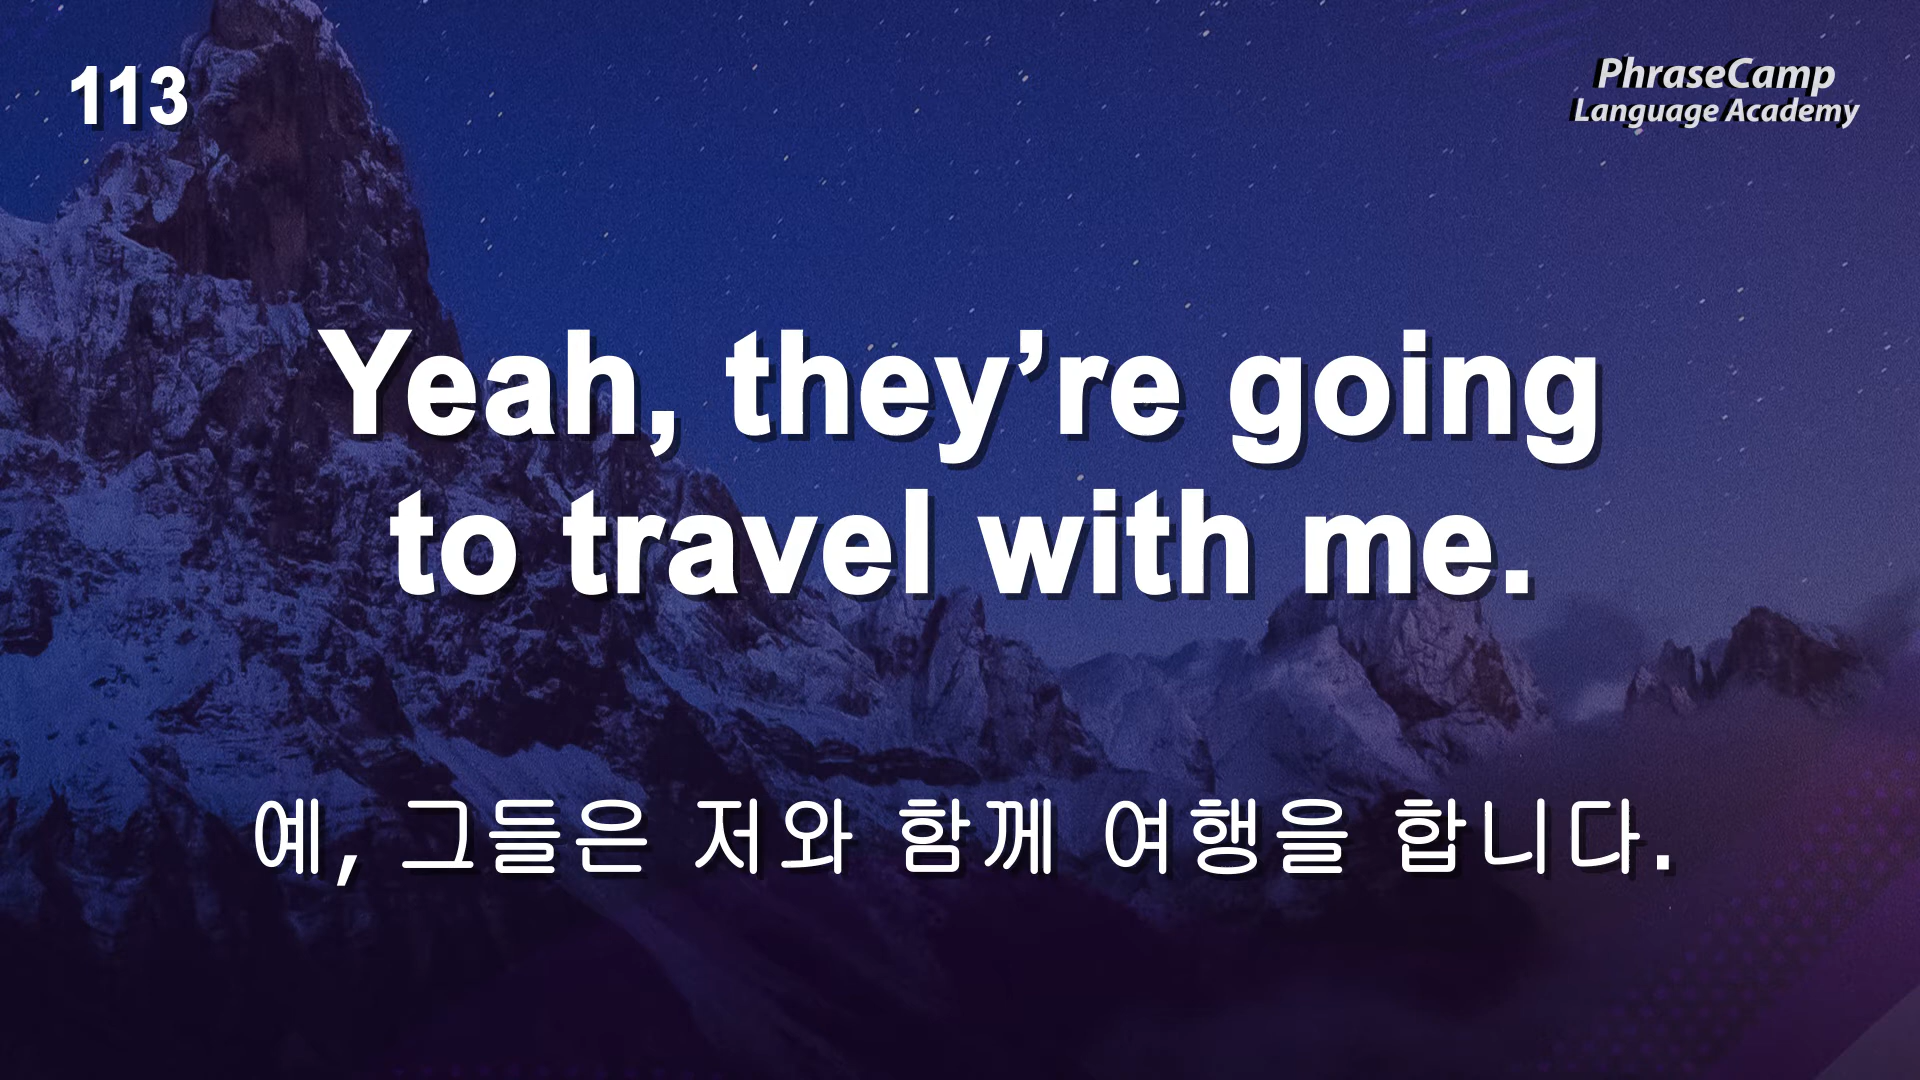 113
PhraseCamp
Language Academy
Yeah, they’re going
to travel with me.
예, 그들은 저와 함께 여행을 합니다.